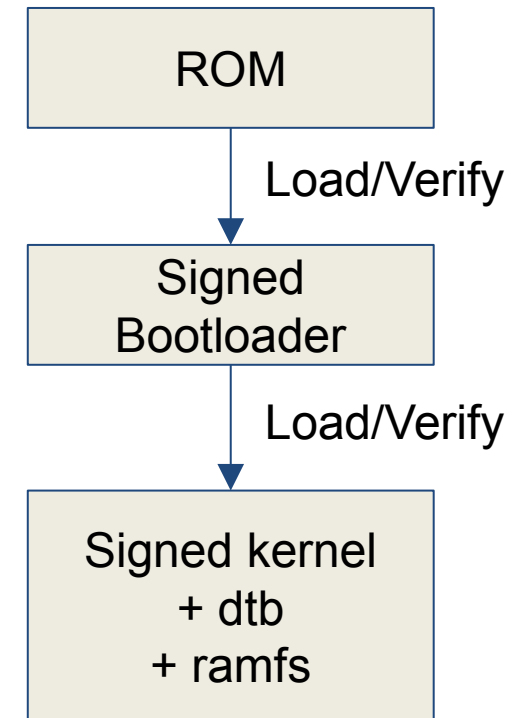 ROM
Load/Verify
Signed
Bootloader
Load/Verify
Signed kernel
+ dtb
+ ramfs